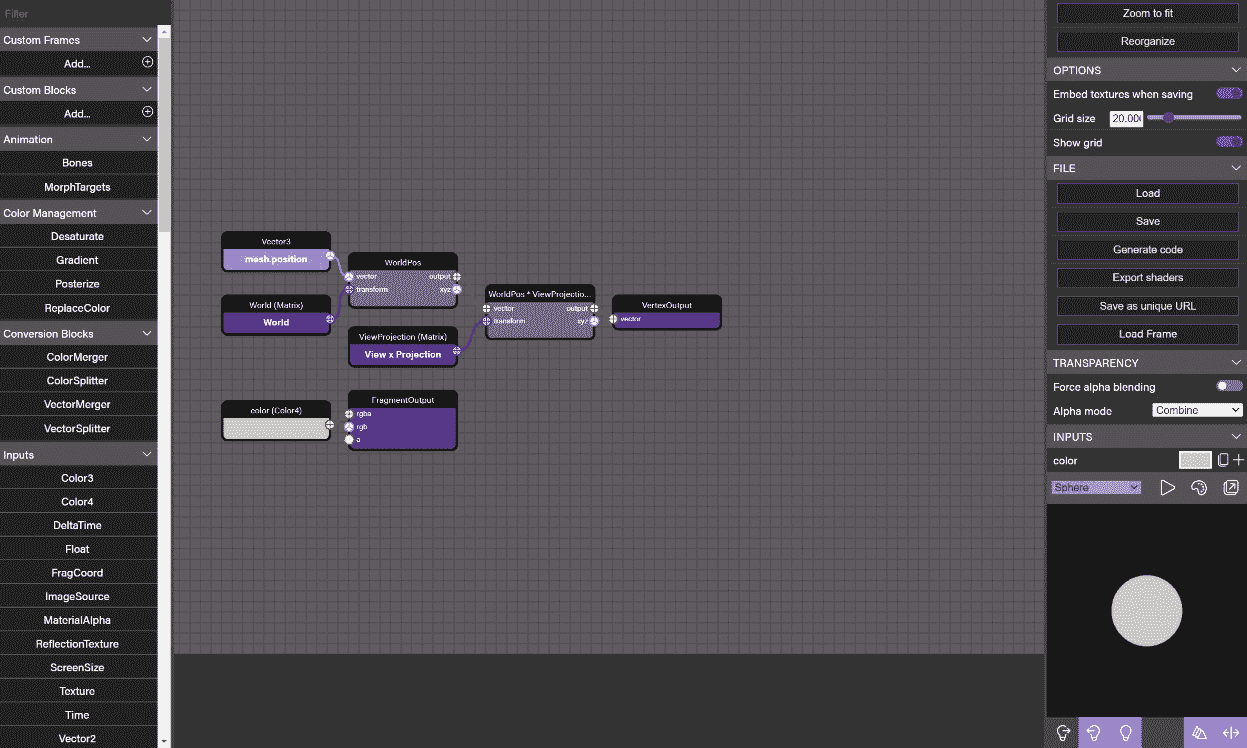 Filter
Custom Frames
Add...
Custom Blocks
Add...
Animation
Bones
MorphTargets
Color Management
Desaturate
Gradient
Posterize
ReplaceColor
Conversion Blocks
ColorMerger
ColorSplitter
VectorMerger
VectorSplitter
Inputs
Color3
Color4
DeltaTime
Float
FragCoord
ImageSource
MaterialAlpha
ReflectionTexture
ScreenSize
Texture
Time
Vector2
Vector3
mesh.position
World (Matrix)
World
WorldPos
vector output
transform xyz
ViewProjection (Matrix)
View x Projection
WorldPos * ViewProjectio...
vector output
transform xyz
VertexOutput
vector
color (Color4)
FragmentOutput
rgba
rgb
a
Zoom to fit
Reorganize
OPTIONS
Embed textures when saving
Grid size 20.00
Show grid
FILE
Load
Save
Generate code
Export shaders
Save as unique URL
Load Frame
TRANSPARENCY
Force alpha blending
Alpha mode Combine
INPUTS
color
Sphere